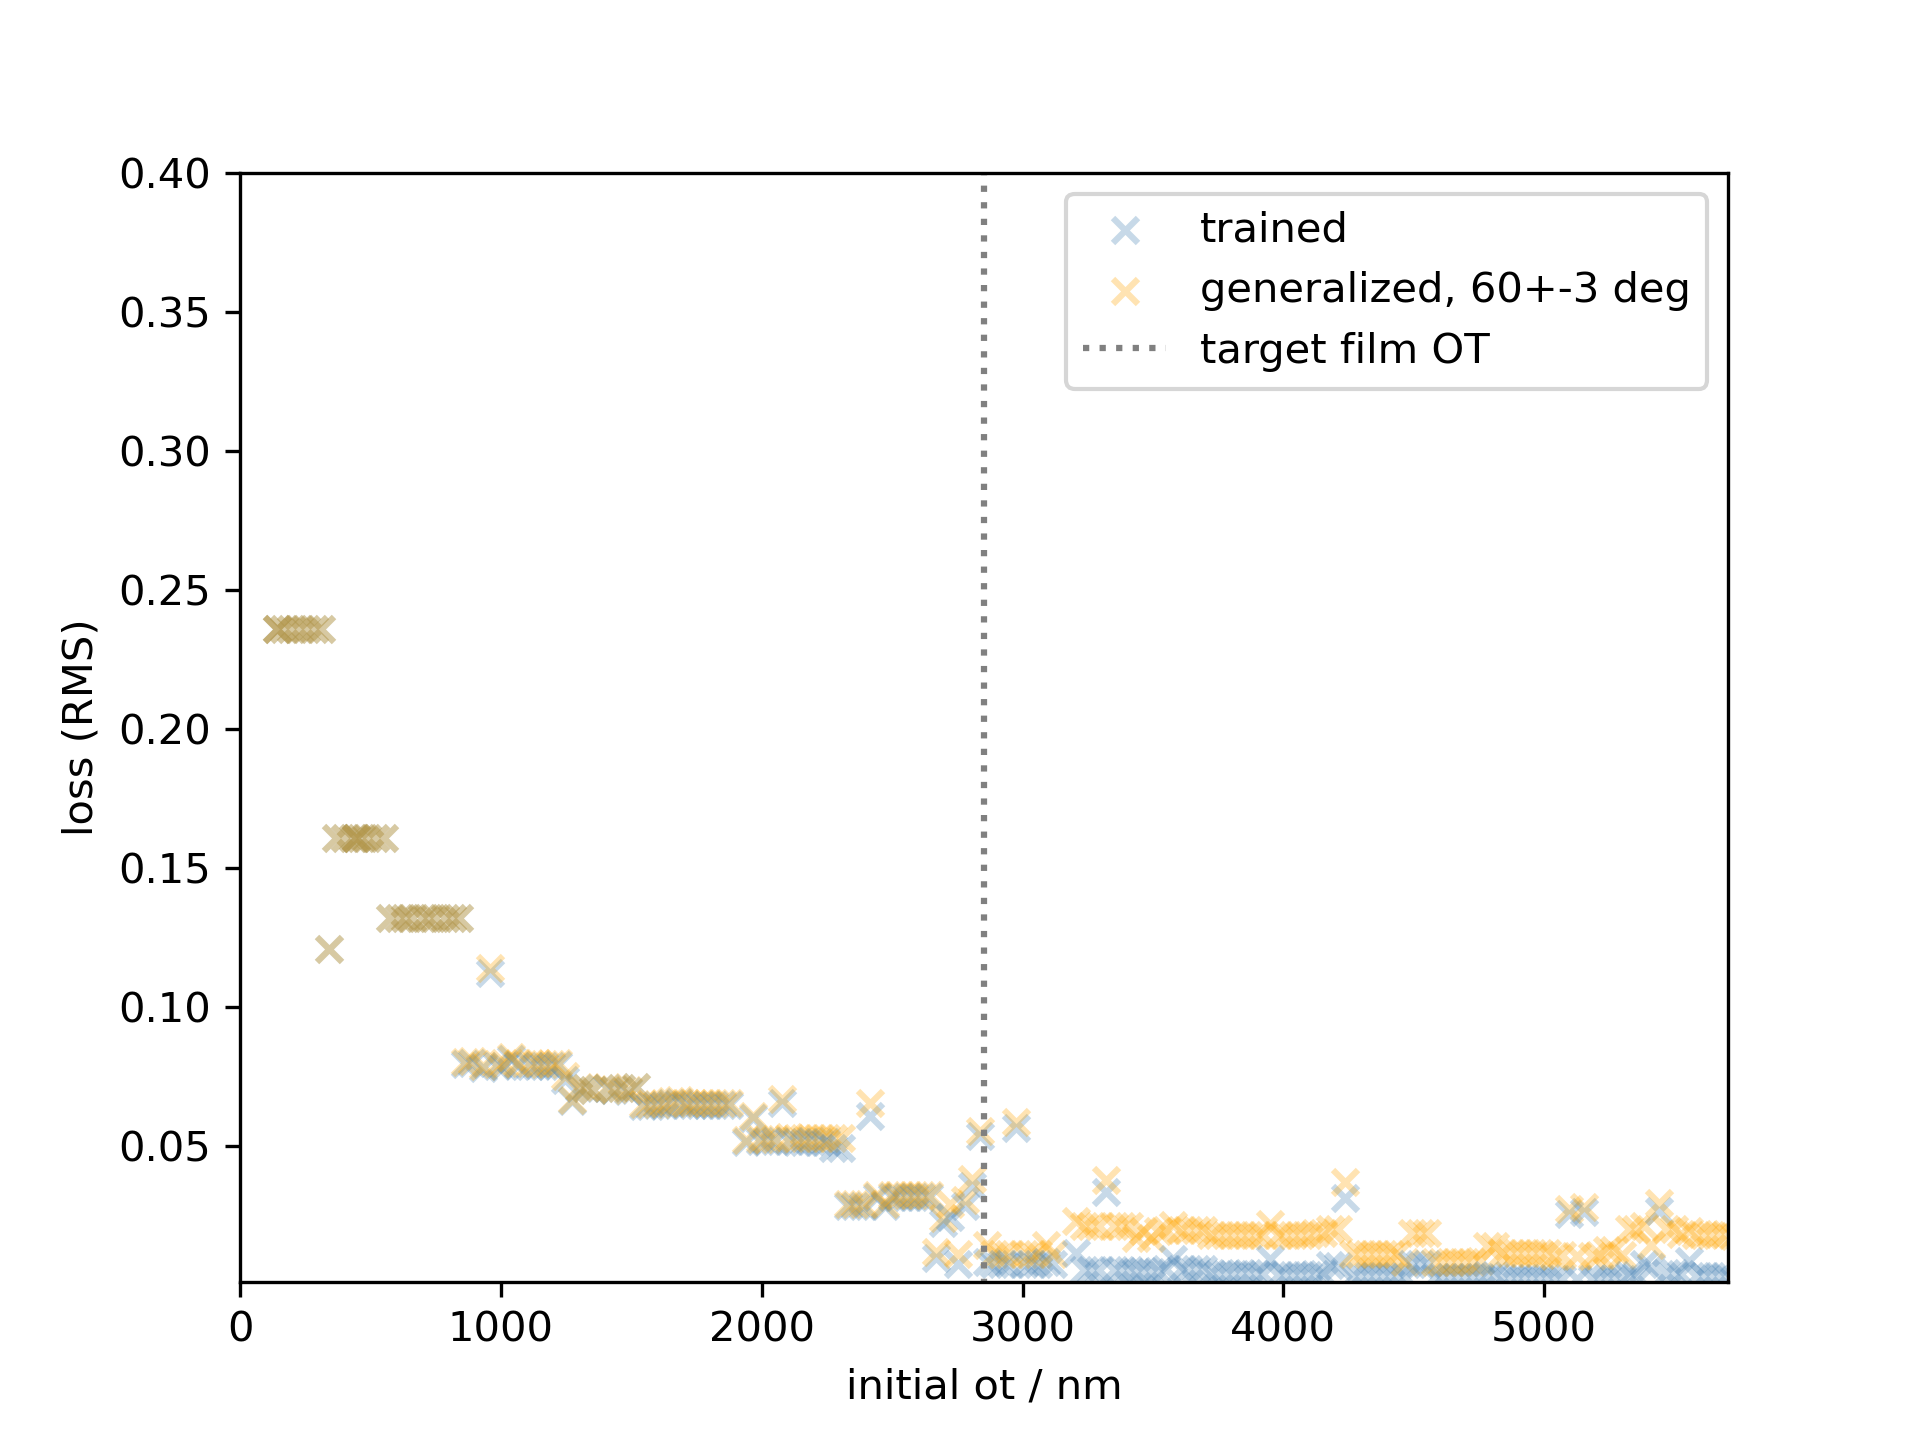 0.40
0.35
0.30
0.25
0.20
0.15
0.10
0.05
loss (RMS)
trained
generalized, 60+-3 deg
target film OT
0 1000 2000 3000 4000 5000
initial ot / nm